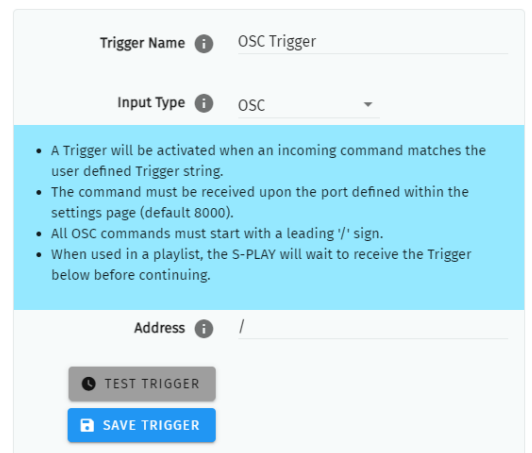 Trigger Name OSC Trigger
Input Type OSC
• A Trigger will be activated when an incoming command matches the
user defined Trigger string.
• The command must be received upon the port defined within the
settings page (default 8000).
• All OSC commands must start with a leading '/' sign.
• When used in a playlist, the S-PLAY will wait to receive the Trigger
below before continuing.
Address /
TEST TRIGGER
SAVE TRIGGER